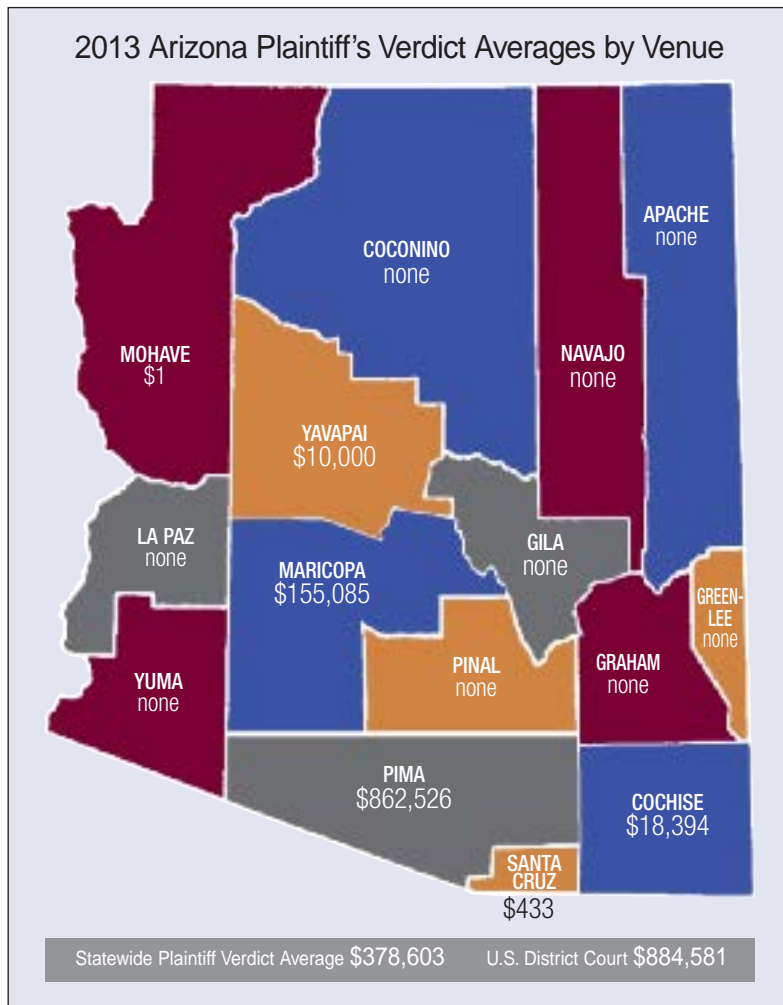 2013 Arizona Plaintiff's Verdict Averages by Venue
APACHE
none
COCONINO
none
MOHAVE
$1
NAVAJO
none
YAVAPAI
$10,000
LA PAZ
none
GILA
none
MARICOPA
$155,085
GREEN-
LEE
none
PINAL
none
GRAHAM
none
YUMA
none
PIMA
$862,526
COCHISE
$18,394
SANTA
CRUZ
$433
Statewide Plaintiff Verdict Average $378,603 U.S. District Court $884,581